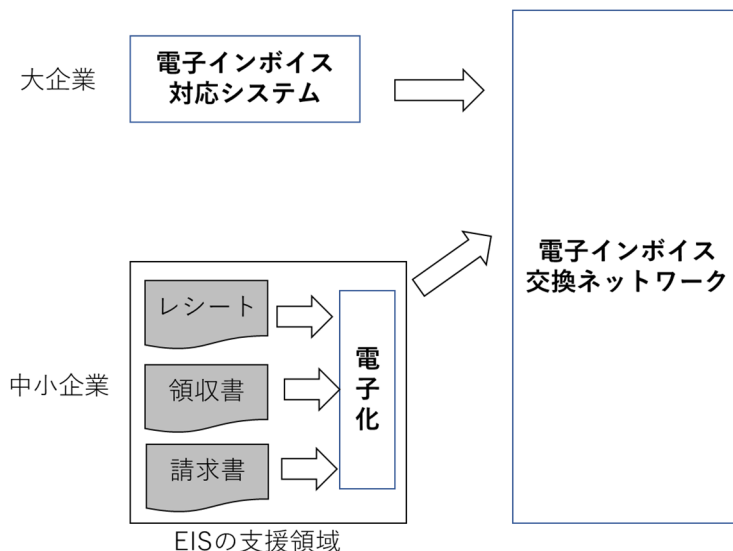 大企業
電子インボイス
対応システム
電子インボイス
交換ネットワーク
中小企業
レシート
領収書
請求書
電子化
EISの支援領域